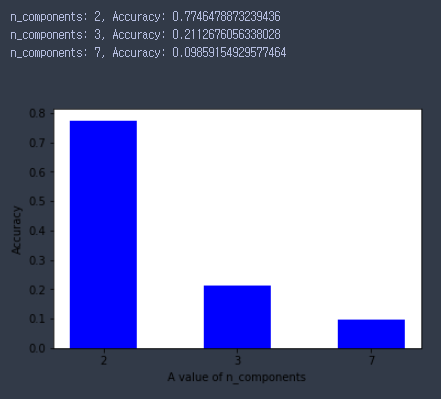 n_components: 2, Accuracy: 0.7746478873239436
n_components: 3, Accuracy: 0.2112676056338028
n_components: 7, Accuracy: 0.09859154929577464
0.8
0.7
0.6
0.5
0.4
0.3
0.2
0.1
0.0
Accuracy
2 3 7
A value of n_components